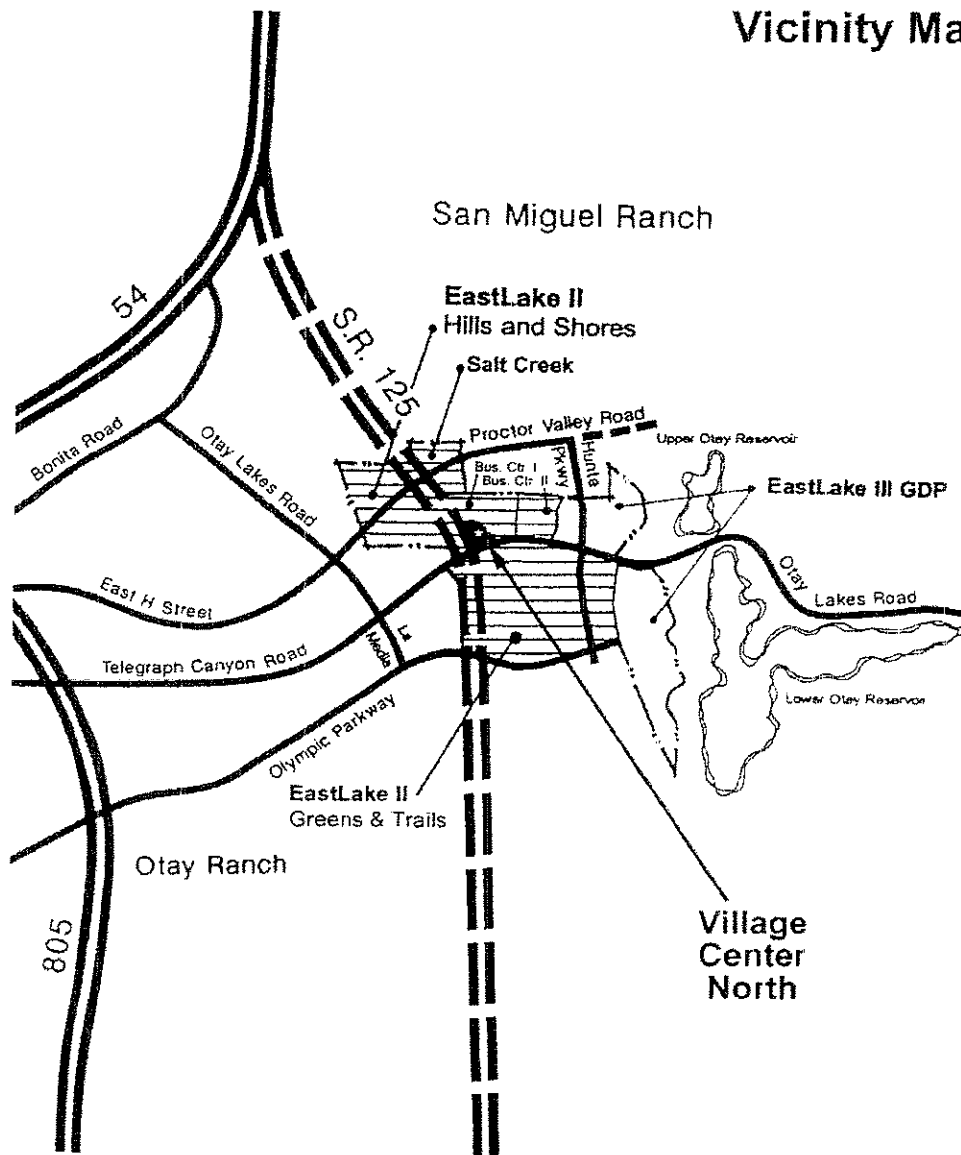 Vicinity Ma
San Miguel Ranch
54
EastLake II
Hills and Shores
S.R. 125
Salt Creek
Bonita Road
Otay Lakes Road
Proctor Valley Road
Hunte
Pkwy
Upper Otay Reservoir
Bus. Ctr. I
Bus. Ctr. II
EastLake III GDP
Otay
Lakes Road
East H Street
La
Media
Telegraph Canyon Road
Lower Otay Reservoir
Olympic Parkway
EastLake II
Greens & Trails
Otay Ranch
805
Village
Center
North